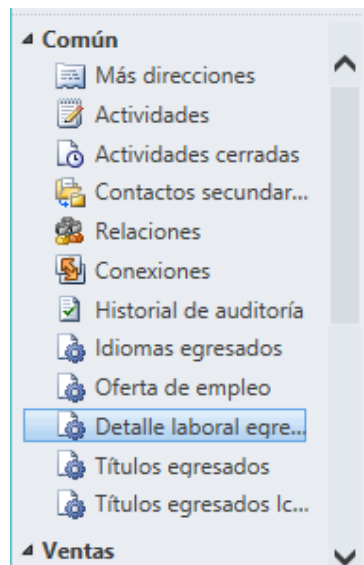 Común
Más direcciones
Actividades
Actividades cerradas
Contactos secundar...
Relaciones
Conexiones
Historial de auditoría
Idiomas egresados
Oferta de empleo
Detalle laboral egre...
Títulos egresados
Títulos egresados Ic...
Ventas